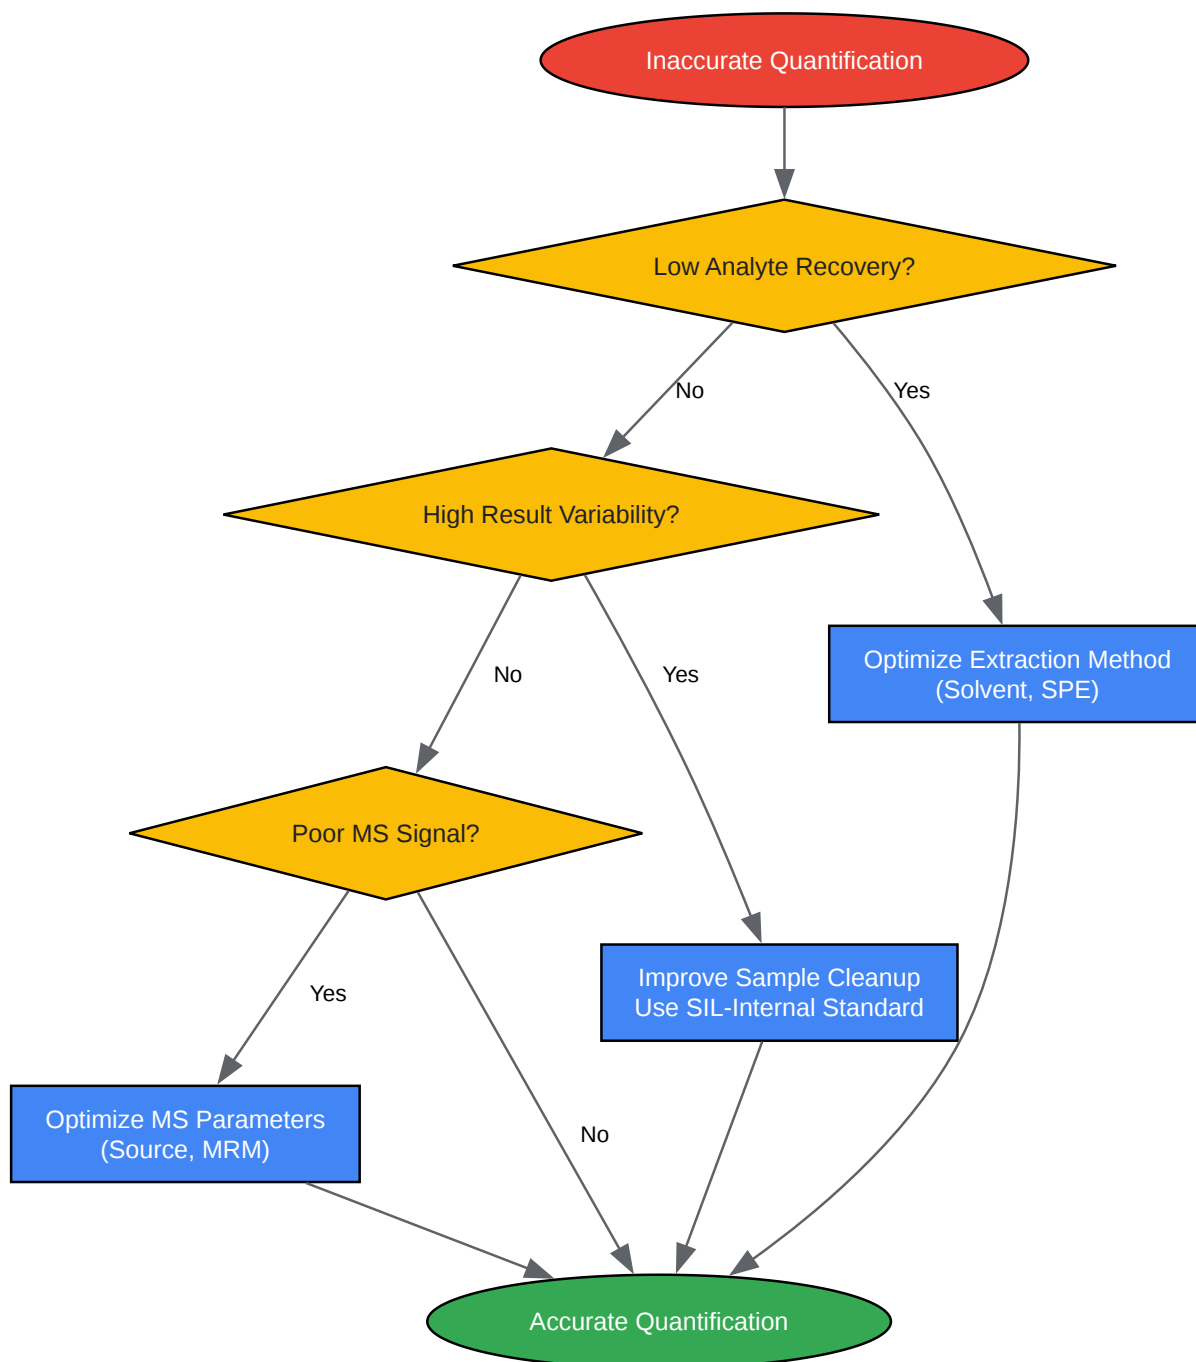 Inaccurate Quantification
Low Analyte Recovery?
No
Yes
High Result Variability?
Optimize Extraction Method
(Solvent, SPE)
No
Yes
Poor MS Signal?
Improve Sample Cleanup
Use SIL-Internal Standard
Yes
Optimize MS Parameters
(Source, MRM)
No
Accurate Quantification